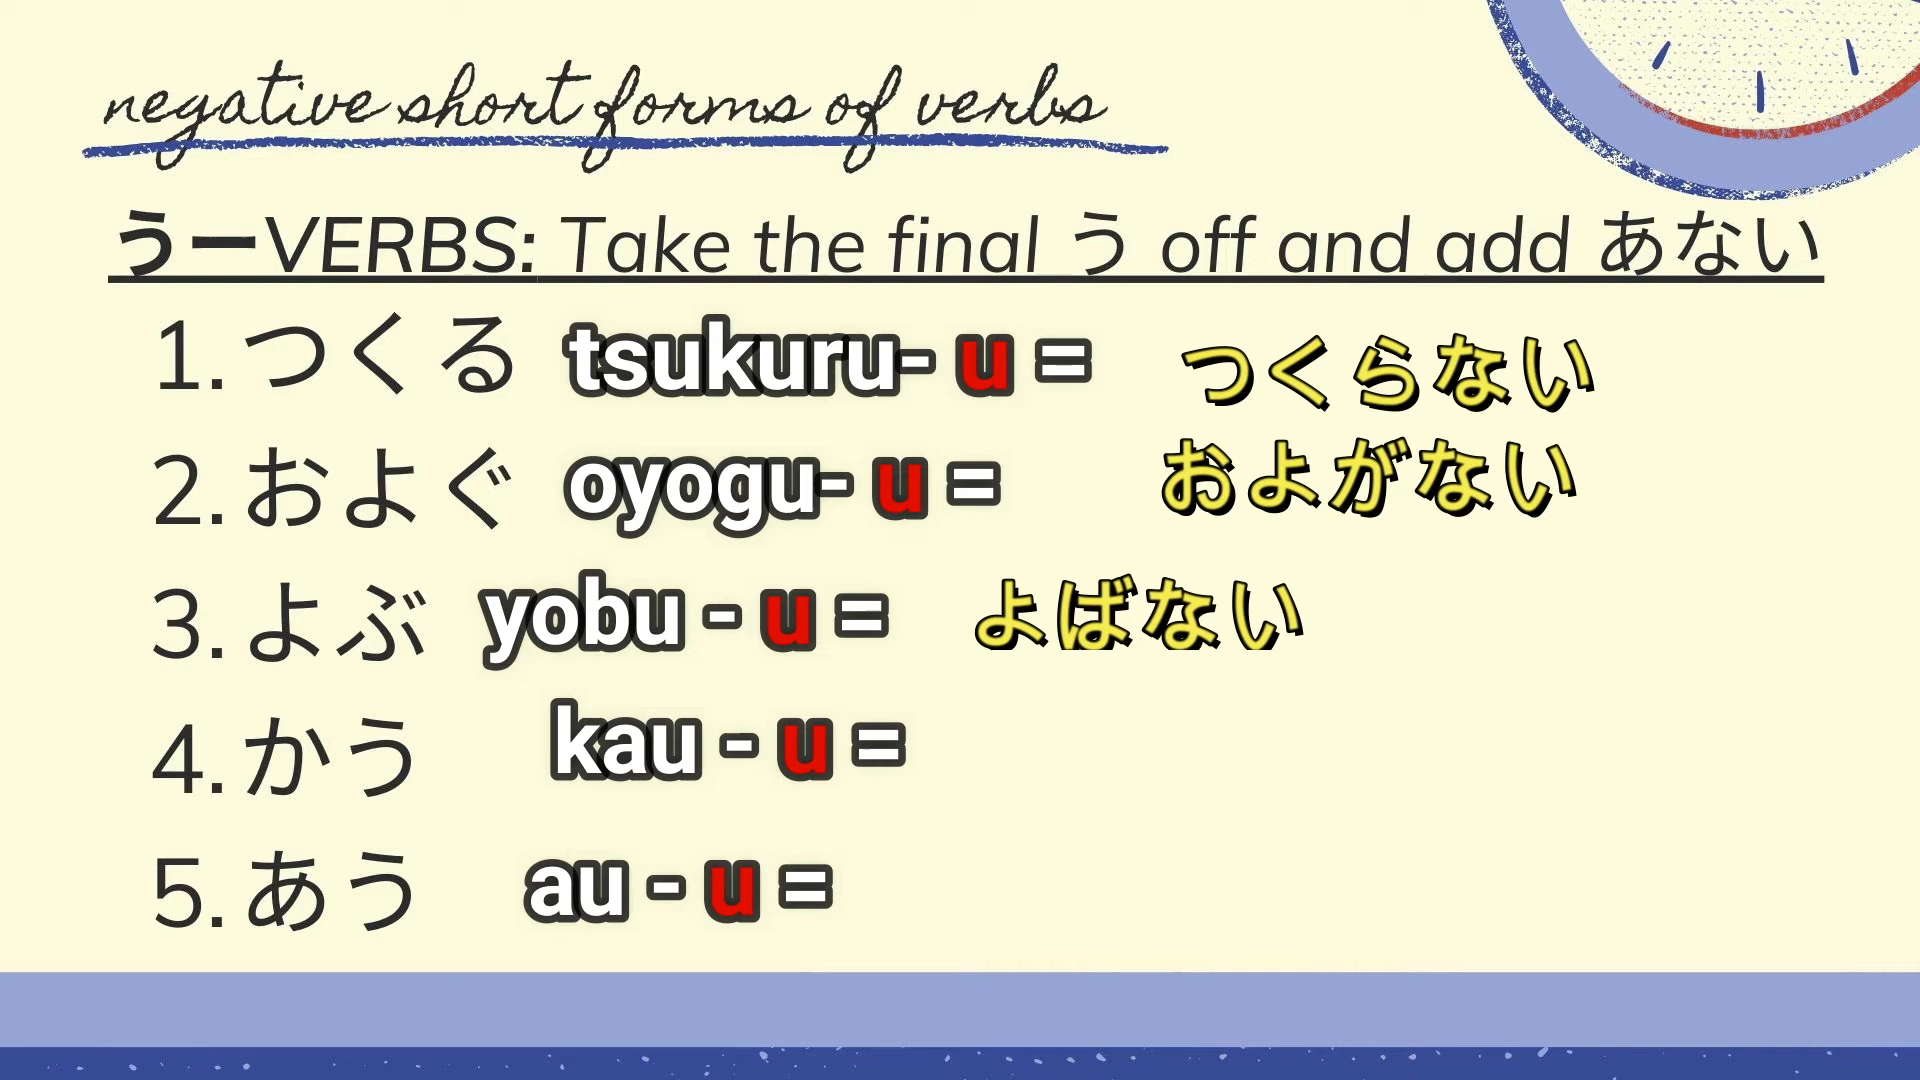 negative short forms of verbs
うーVERBS: Take the final う off and add あない
1. つくる tsukuru- u = つくらない
2. およぐ oyogu- u = およがない
3. よぶ yobu - u = よばない
4. かう kau - u =
5. あう au - u =